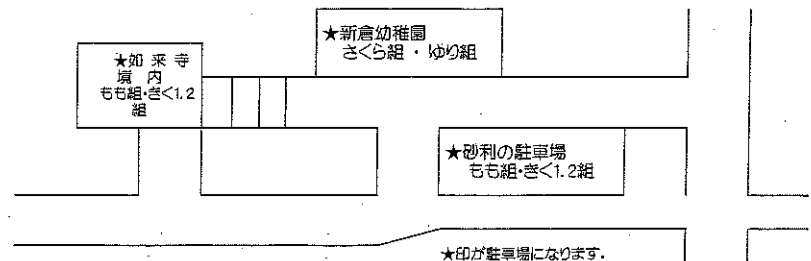 ★新倉幼稚園
さくら組・ゆり組
★如来寺
境内
もも組・きく1.2
組
★砂利の駐車場
もも組・きく1.2組
★印が駐車場になります.